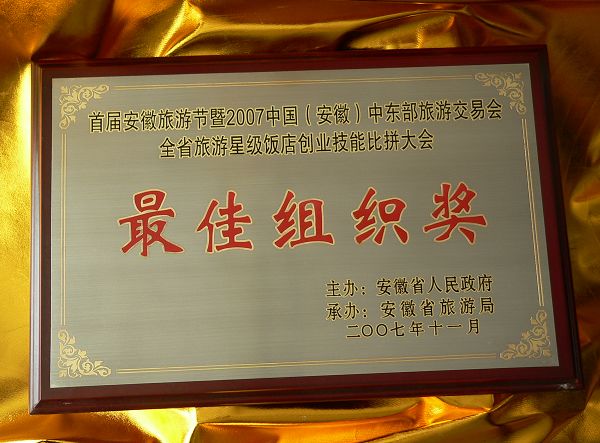 首届安徽旅游节暨2007中国（安徽）中东部旅游交易会
全省旅游星级饭店创业技能比拼大会
最佳组织奖
主办：安徽省人民政府
承办：安徽省旅游局
二〇〇七年十一月